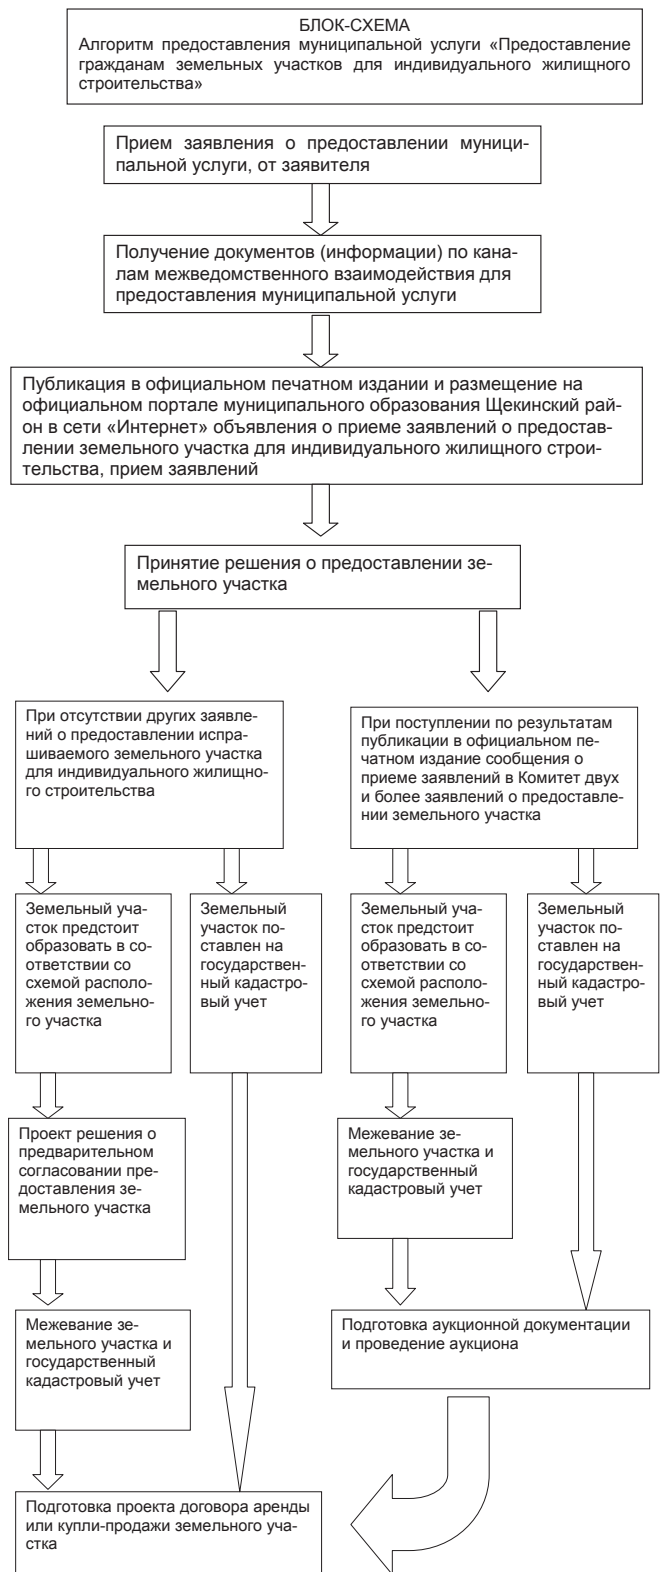 БЛОК-СХЕМА
Алгоритм предоставления муниципальной услуги «Предоставление
гражданам земельных участков для индивидуального жилищного
строительства»
Прием заявления о предоставлении муници-
пальной услуги, от заявителя
Получение документов (информации) по кана-
лам межведомственного взаимодействия для
предоставления муниципальной услуги
Публикация в официальном печатном издании и размещение на
официальном портале муниципального образования Щекинский рай-
он в сети «Интернет» объявления о приеме заявлений о предостав-
лении земельного участка для индивидуального жилищного строи-
тельства, прием заявлений
Принятие решения о предоставлении зе-
мельного участка
При отсутствии других заявле-
ний о предоставлении испра-
шиваемого земельного участка
для индивидуального жилищно-
го строительства
При поступлении по результатам
публикации в официальном пе-
чатном издание сообщения о
приеме заявлений в Комитет двух
и более заявлений о предоставле-
нии земельного участка
Земельный уча-
сток предстоит
образовать в со-
ответствии со
схемой располо-
жения земельно-
го участка
Земельный
участок по-
ставлен на
государствен-
ный кадастро-
вый учет
Земельный уча-
сток предстоит
образовать в со-
ответствии со
схемой располо-
жения земельно-
го участка
Земельный
участок по-
ставлен на
государствен-
ный кадастро-
вый учет
Проект решения о
предварительном
согласовании пре-
доставления зе-
мельного участка
Межевание зе-
мельного участка и
государственный
кадастровый учет
Межевание зе-
мельного участка и
государственный
кадастровый учет
Подготовка аукционной документации
и проведение аукциона
Подготовка проекта договора аренды
или купли-продажи земельного уча-
стка